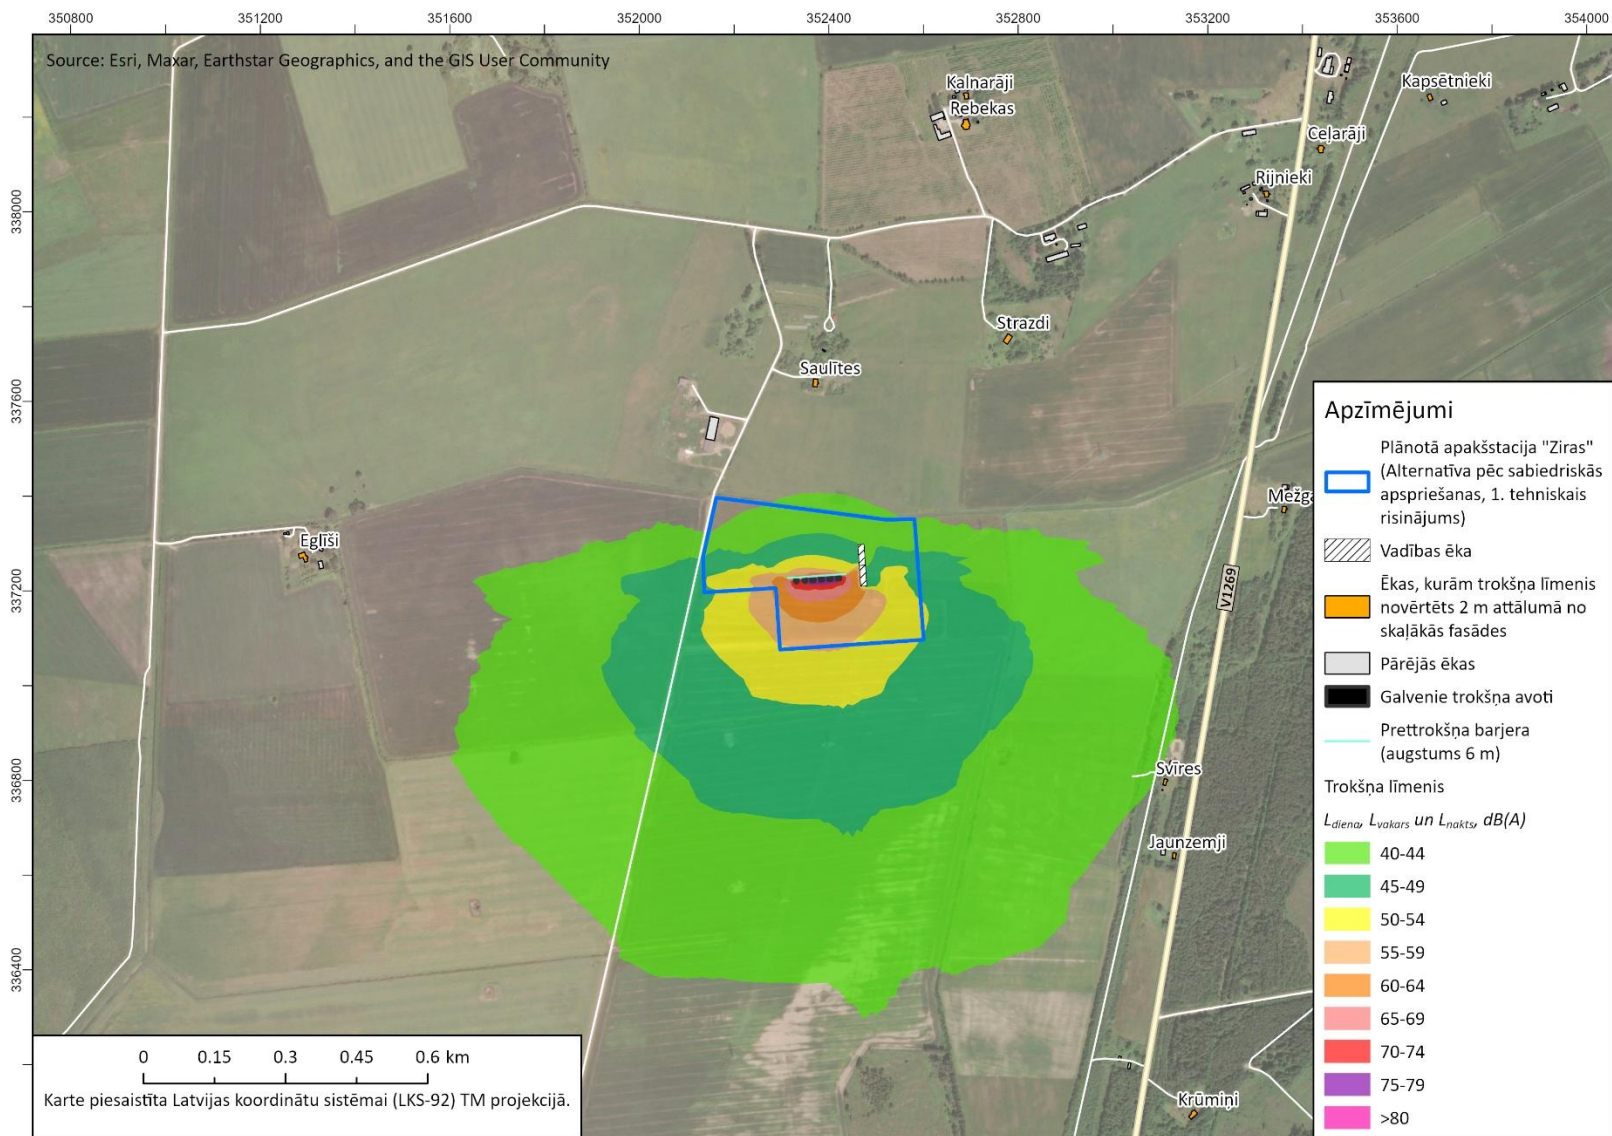 350800 351200 351600 352000 352400 352800 353200 353600 354000
Source: Esri, Maxar, Earthstar Geographics, and the GIS User Community
Kalnarāji
Rebekas
Kapsētnieki
Ceļarāji
Rijnieki
338000
Strazdi
Saulītes
337600
Mežga
Eglīši
337200
V1269
Svīres
336800
Jaunzemji
336400
Krūmiņi
Apzīmējumi
Plānotā apakšstacija "Ziras"
(Alternatīva pēc sabiedriskās
apspriešanas, 1. tehniskais
risinājums)
Vadības ēka
Ēkas, kurām trokšņa līmenis
novērtēts 2 m attālumā no
skaļākās fasādes
Pārējās ēkas
Galvenie trokšņa avoti
Prettrokšņa barjera
(augstums 6 m)
Trokšņa līmenis
Ldiena, Lvakars un Lnakts, dB(A)
40-44
45-49
50-54
55-59
60-64
65-69
70-74
75-79
>80
0 0.15 0.3 0.45 0.6 km
Karte piesaistīta Latvijas koordinātu sistēmai (LKS-92) TM projekcijā.